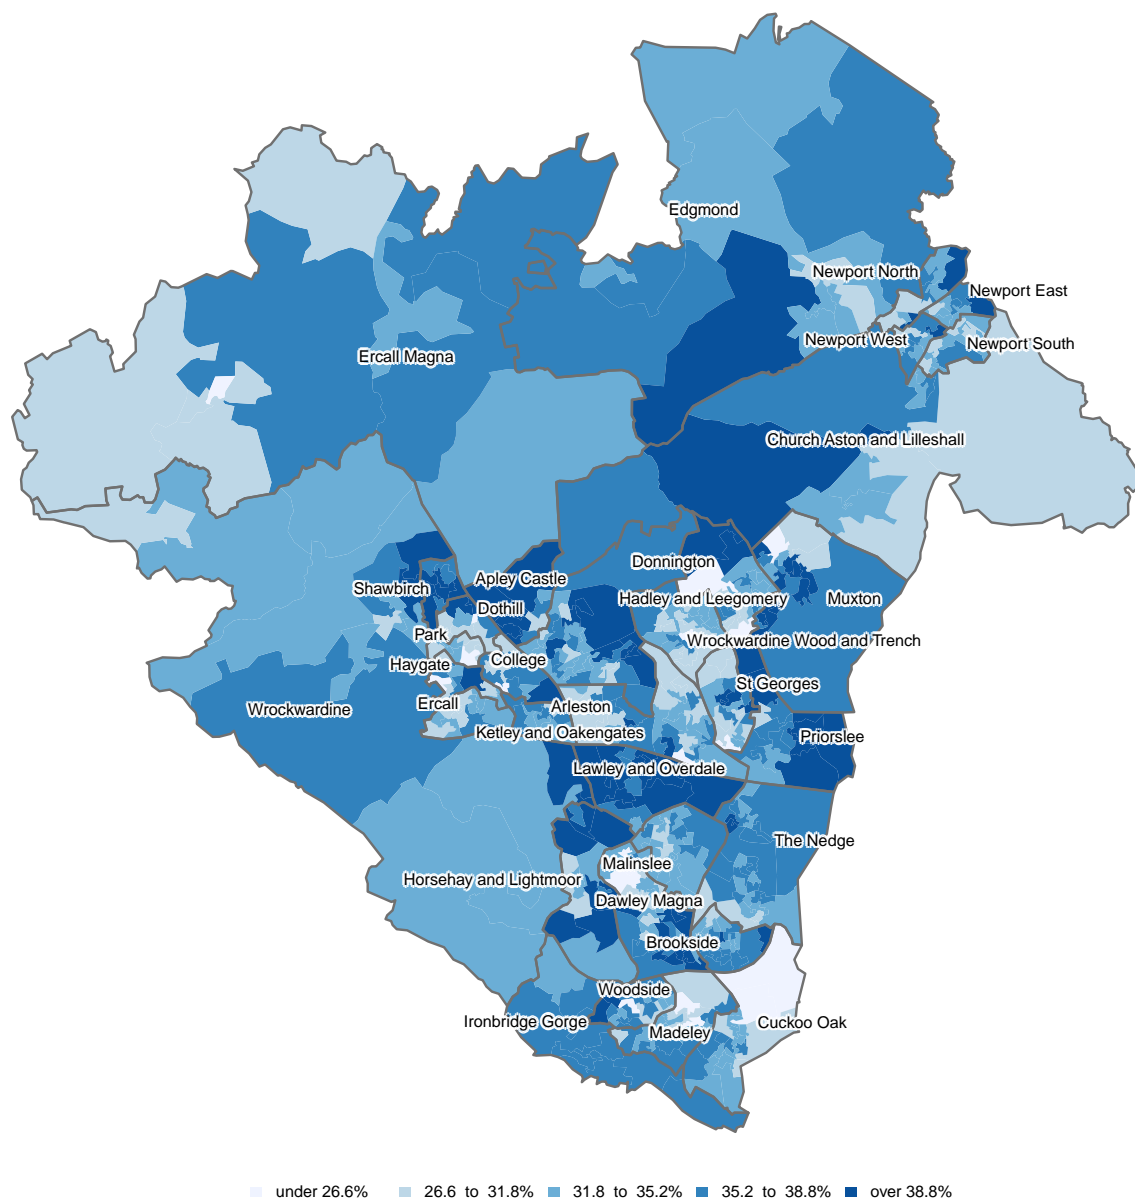 Edgmond
Newport North
Newport East
Newport West
Newport South
Ercall Magna
Church Aston and Lilleshall
Donnington
Apley Castle
Shawbirch
Hadley and Leegomery
Muxton
Dothill
Park
Wrockwardine Wood and Trench
Haygate
College
St Georges
Ercall
Arleston
Wrockwardine
Ketley and Oakengates
Priorslee
Lawley and Overdale
The Nedge
Malinslee
Horsehay and Lightmoor
Dawley Magna
Brookside
Woodside
Ironbridge Gorge
Madeley
Cuckoo Oak
under 26.6% 26.6 to 31.8% 31.8 to 35.2% 35.2 to 38.8% over 38.8%